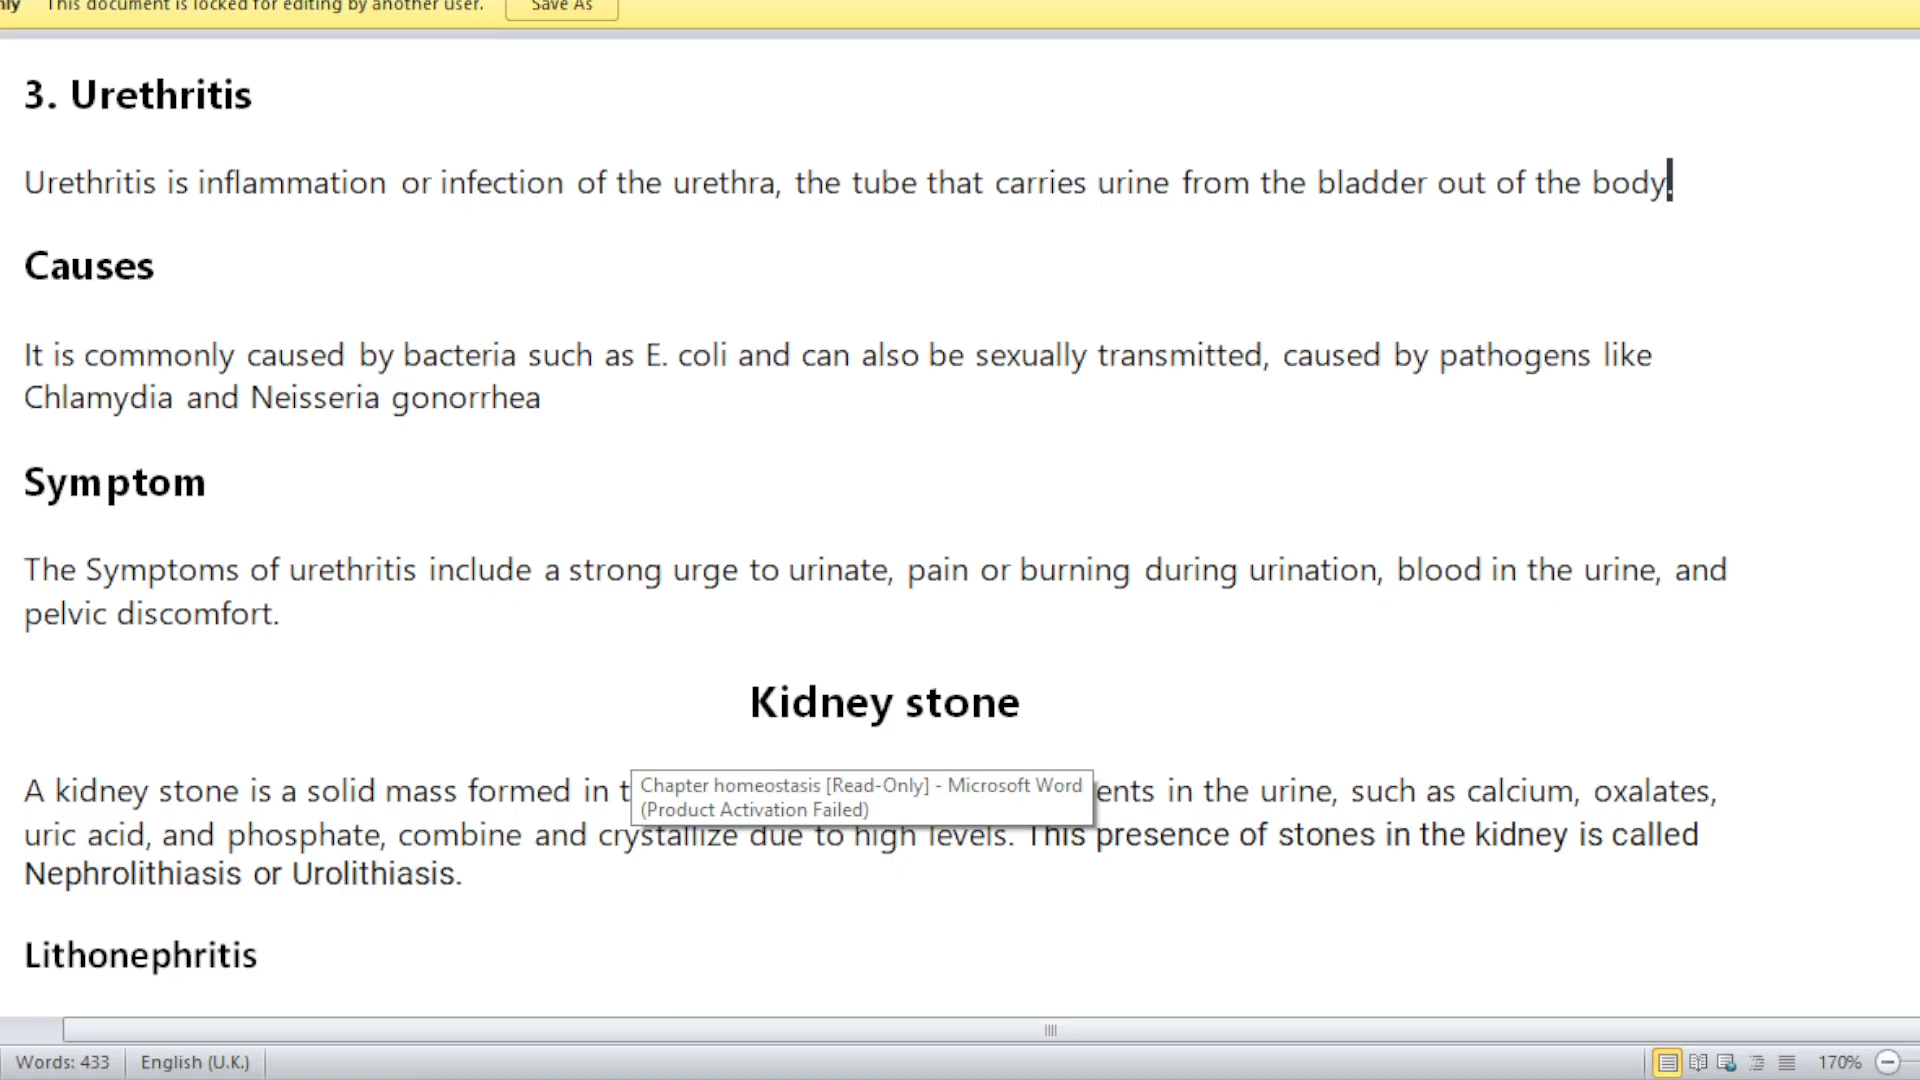 This document is locked for editing by another user. Save As
3. Urethritis
Urethritis is inflammation or infection of the urethra, the tube that carries urine from the bladder out of the body.
Causes
It is commonly caused by bacteria such as E. coli and can also be sexually transmitted, caused by pathogens like
Chlamydia and Neisseria gonorrhea
Symptom
The Symptoms of urethritis include a strong urge to urinate, pain or burning during urination, blood in the urine, and
pelvic discomfort.
Kidney stone
A kidney stone is a solid mass formed in t
Chapter homeostasis [Read-Only] - Microsoft Word
(Product Activation Failed)
ents in the urine, such as calcium, oxalates,
uric acid, and phosphate, combine and crystallize due to high levels. This presence of stones in the kidney is called
Nephrolithiasis or Urolithiasis.
Lithonephritis
Words: 433 English (U.K.) 170%